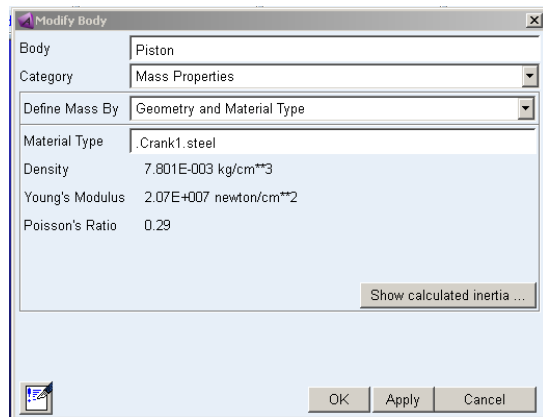 Modify Body
Body Piston
Category Mass Properties
Define Mass By Geometry and Material Type
Material Type .Crank1.steel
Density 7.801E-003 kg/cm**3
Young's Modulus 2.07E+007 newton/cm**2
Poisson's Ratio 0.29
Show calculated inertia ...
OK Apply Cancel